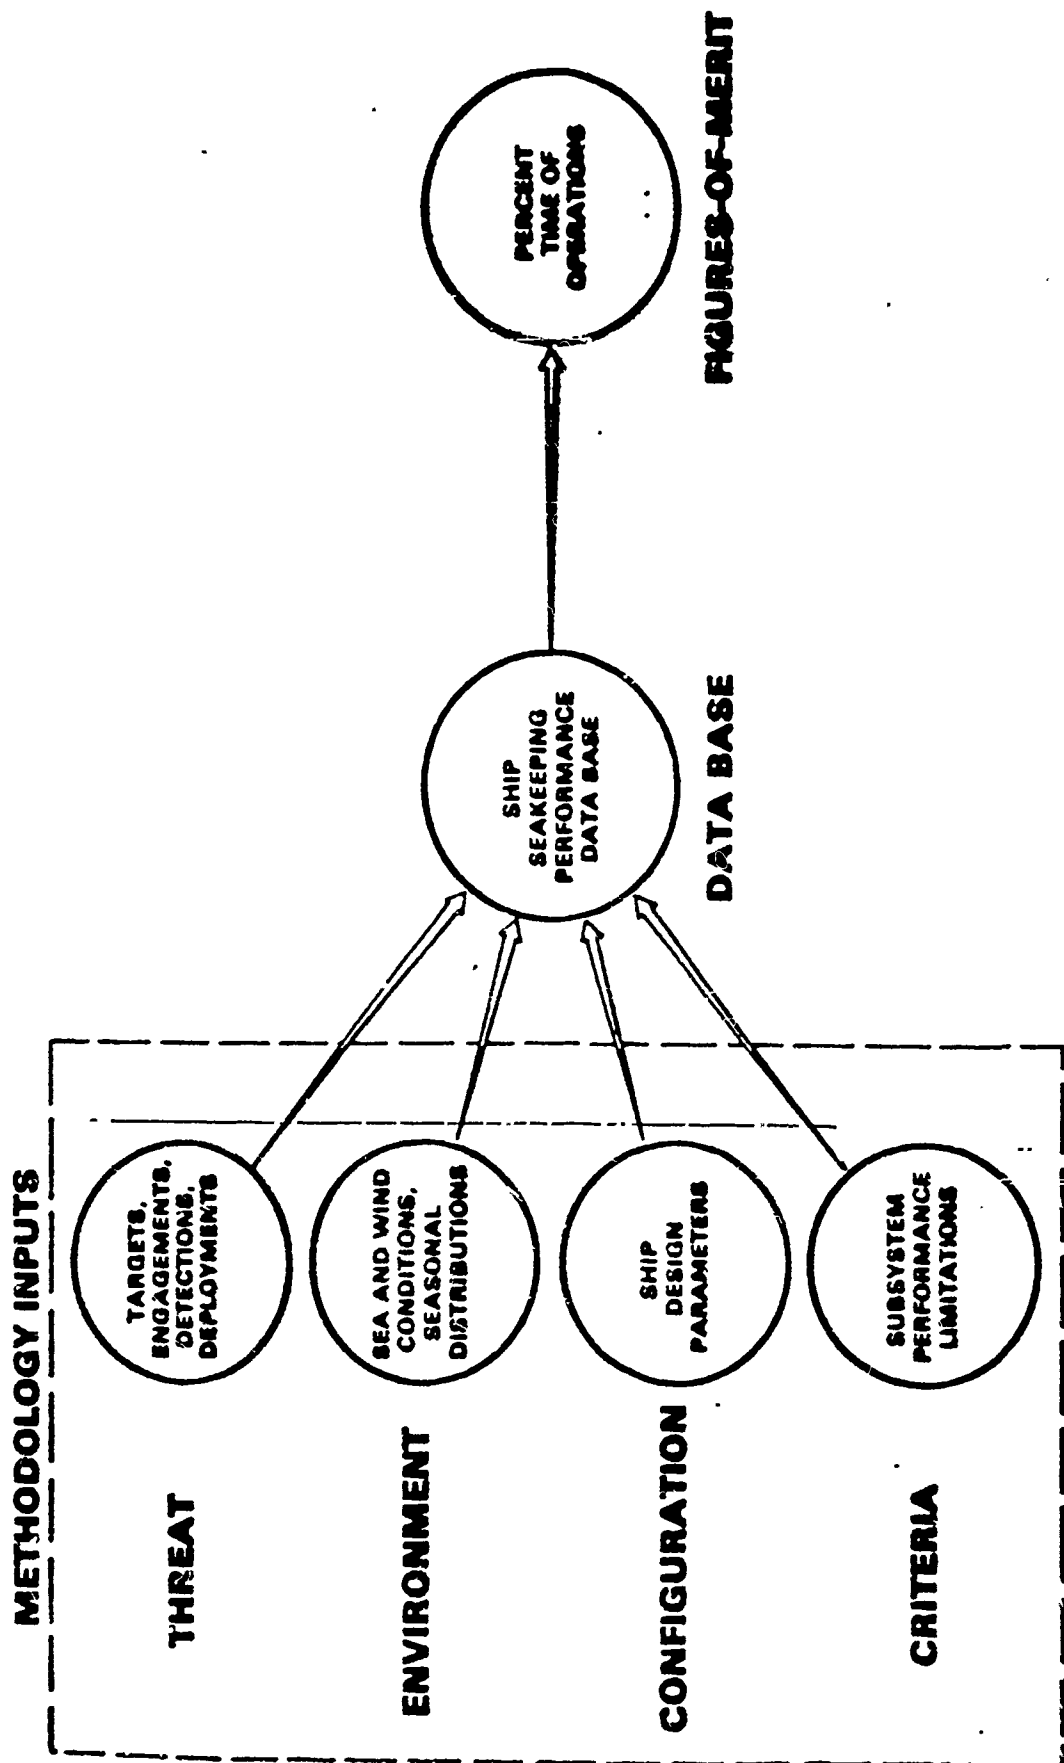 METHODOLOGY INPUTS
THREAT
TARGETS,
ENGAGEMENTS,
DETECTIONS,
DEPLOYMENTS
ENVIRONMENT
SEA AND WIND
CONDITIONS,
SEASONAL
DISTRIBUTIONS
CONFIGURATION
SHIP
DESIGN
PARAMETERS
CRITERIA
SUBSYSTEM
PERFORMANCE
LIMITATIONS
SHIP
SEAKEEPING
PERFORMANCE
DATA BASE
DATA BASE
PERCENT
TIME OF
OPERATIONS
FIGURES-OF-MERIT